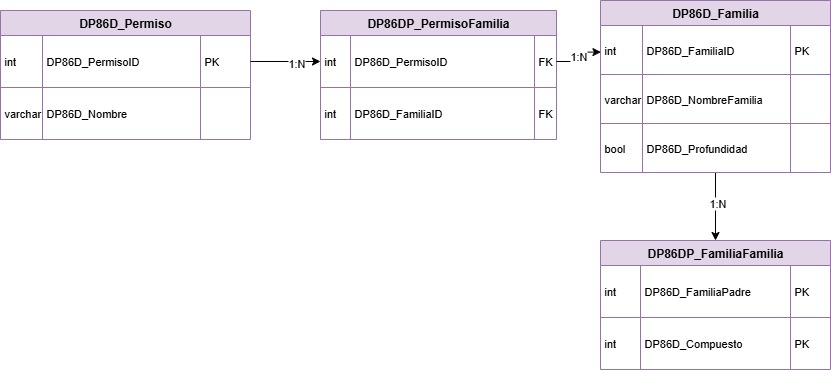 DP86D_Permiso
int DP86D_PermisoID PK
varchar DP86D_Nombre
1:N
DP86DP_PermisoFamilia
int DP86D_PermisoID FK
int DP86D_FamiliaID FK
1:N
DP86D_Familia
int DP86D_FamiliaID PK
varchar DP86D_NombreFamilia
bool DP86D_Profundidad
1:N
DP86DP_FamiliaFamilia
int DP86D_FamiliaPadre PK
int DP86D_Compuesto PK